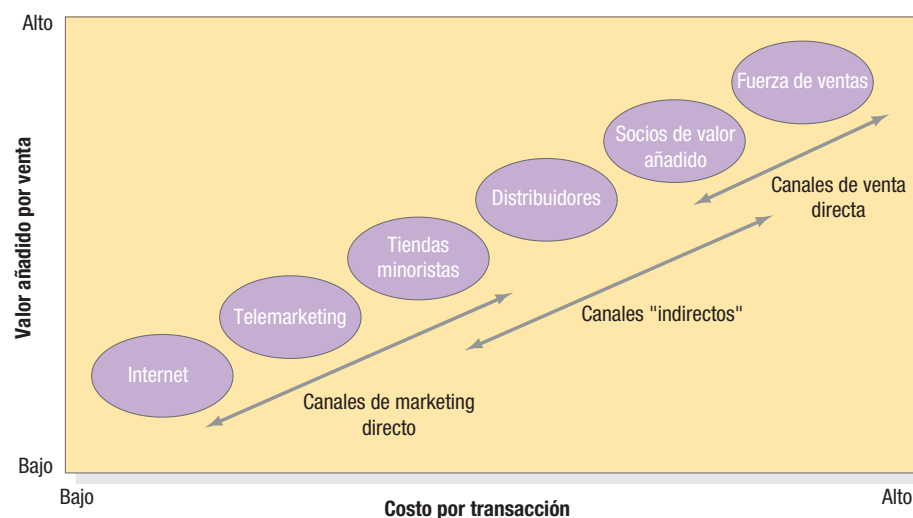 Alto
Fuerza de ventas
Socios de valor
añadido
Canales de venta
directa
Distribuidores
Tiendas
minoristas
Canales "indirectos"
Telemarketing
Internet
Canales de marketing
directo
Valor añadido por venta
Bajo
Bajo
Costo por transacción
Alto